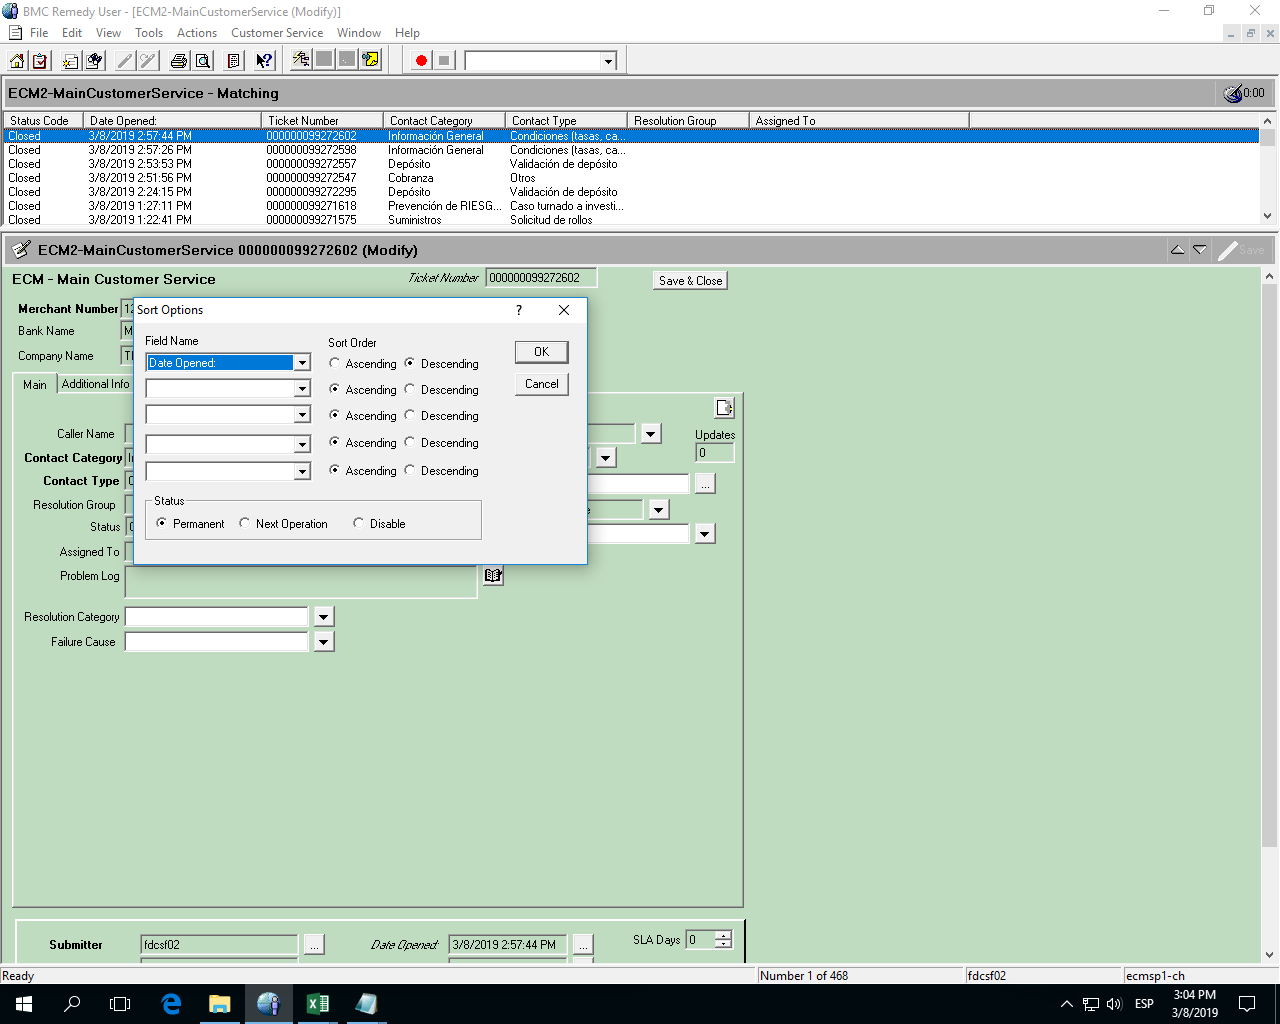 BMC Remedy User - [ECM2-MainCustomerService (Modify)]
File Edit View Tools Actions Customer Service Window Help
ECM2-MainCustomerService - Matching
0:00
Status Code Date Opened: Ticket Number Contact Category Contact Type Resolution Group Assigned To
Closed 3/8/2019 2:57:44 PM 000000099272602 Información General Condiciones (tasas, ca...
Closed 3/8/2019 2:57:26 PM 000000099272598 Información General Condiciones (tasas, ca...
Closed 3/8/2019 2:53:53 PM 000000099272557 Depósito Validación de depósito
Closed 3/8/2019 2:51:56 PM 000000099272547 Cobranza Otros
Closed 3/8/2019 2:24:15 PM 000000099272295 Depósito Validación de depósito
Closed 3/8/2019 1:27:11 PM 000000099271618 Prevención de RIESG... Caso turnado a investi...
Closed 3/8/2019 1:22:41 PM 000000099271575 Suministros Solicitud de rollos
ECM2-MainCustomerService 000000099272602 (Modify)
Save
ECM - Main Customer Service
Ticket Number 000000099272602
Save & Close
Merchant Number 12
Bank Name M
Company Name
Main Additional Info
Sort Options ?
Field Name Sort Order
OK
Date Opened: Ascending Descending
Cancel
Ascending Descending
Ascending Descending
Ascending Descending
Ascending Descending
Status
Permanent Next Operation Disable
Caller Name
Updates
0
Contact Category
Contact Type
...
Resolution Group
Status
Assigned To
Problem Log
Resolution Category
Failure Cause
Submitter fdcsf02 ... Date Opened: 3/8/2019 2:57:44 PM ... SLA Days 0
Ready Number 1 of 468 fdcsf02 ecmsp1-ch
ESP
3:04 PM
3/8/2019